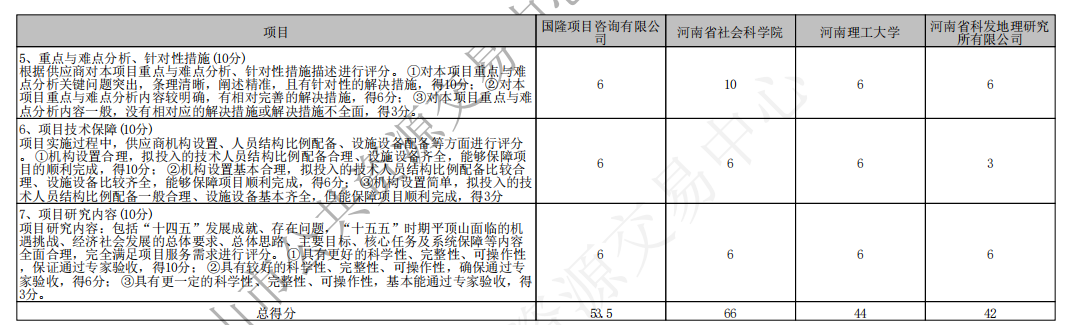 项目
国隆项目咨询有限公
司
河南省社会科学院
河南理工大学
河南省科发地理研究
所有限公司
5、重点与难点分析、针对性措施(10分)
根据供应商对本项目重点与难点分析、针对性措施描述进行评分。①对本项目重点与难
点分析关键问题突出，条理清晰，阐述精准，且有针对性的解决措施，得10分；②对本
项目重点与难点分析内容较明确，有相对完善的解决措施，得6分；③对本项目重点与难
点分析内容一般，没有相对应的解决措施或解决措施不全面，得3分。
6
10
6
6
6、项目技术保障(10分)
项目实施过程中，供应商机构设置、人员结构比例配备、设施设备配备等方面进行评分
。①机构设置合理，拟投入的技术人员结构比例配备合理、设施设备齐全，能够保障项
目的顺利完成，得10分；②机构设置基本合理，拟投入的技术人员结构比例配备比较合
理、设施设备比较齐全，能够保障项目顺利完成，得6分；③机构设置简单，拟投入的技
术人员结构比例配备一般合理、设施设备基本齐全，但能保障项目顺利完成，得3分
6
6
6
3
7、项目研究内容(10分)
项目研究内容：包括“十四五”发展成就、存在问题，“十五五”时期平顶山面临的机
遇挑战、经济社会发展的总体要求、总体思路、主要目标、核心任务及系统保障等内容
全面合理，完全满足项目服务需求进行评分。①具有更好的科学性、完整性、可操作性
，保证通过专家验收，得10分；②具有较好的科学性、完整性、可操作性，确保通过专
家验收，得6分；③具有更一定的科学性、完整性、可操作性，基本能通过专家验收，得
3分。
6
6
6
6
总得分
53.5
66
44
42
山市公共资源交易中心
资源交易中心